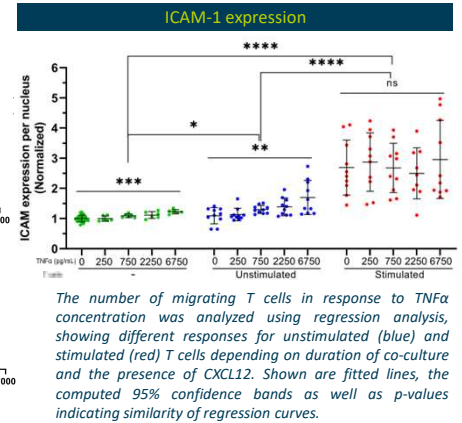 ICAM-1 expression
ICAM expression per nucleus
(Normalized)
6
5
4
3
2
1
0
****
****
ns
*
**
***
TNFα (pg/mL)
0 250 750 2250 6750 0 250 750 2250 6750 0 250 750 2250 6750
T cells
- Unstimulated Stimulated
The number of migrating T cells in response to TNFα
concentration was analyzed using regression analysis,
showing different responses for unstimulated (blue) and
stimulated (red) T cells depending on duration of co-culture
and the presence of CXCL12. Shown are fitted lines, the
computed 95% confidence bands as well as p-values
indicating similarity of regression curves.